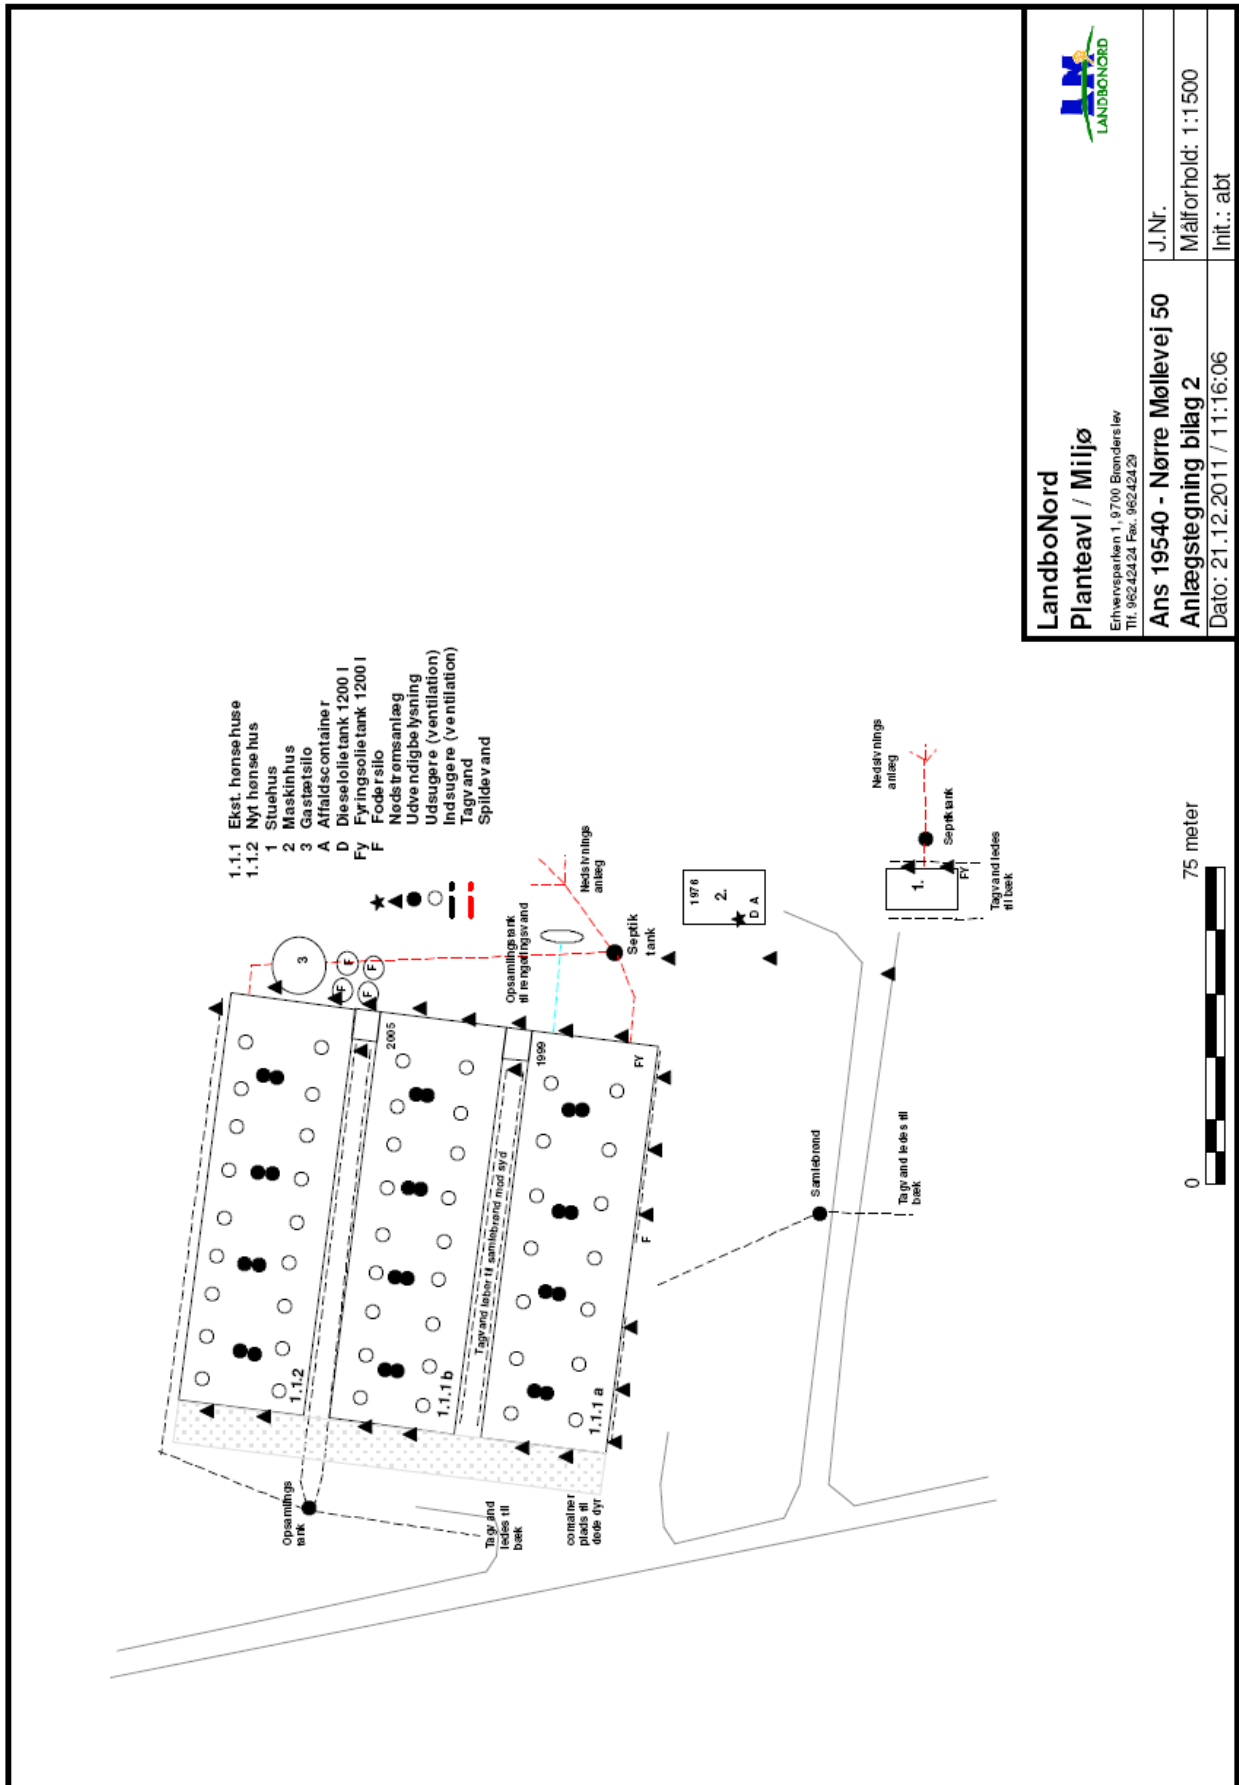 1.1.1 Ekst. hønsehuse
1.1.2 Nyt hønsehus
1 Stuehus
2 Maskinhus
3 Gastætsilo
A Affaldscontainer
D Dieselolietank 1200 l
Fy Fyringsolietank 1200 l
F Fodersilo
Nødstrømsanlæg
Udvendigbelysning
Udsugere (ventilation)
Indsugere (ventilation)
Tagvand
Spildevand
3
F
F
F
F
1.1.2
2005
1.1.1 b
Tagvand løber til samlebrønd mod syd
1999
FY
1.1.1 a
F
Opsamlings
tank
Tagvand
ledes til
bæk
container
plads til
døde dyr
Opsamlingstank
til rengøringsvand
Nedsivnings
anlæg
Septik
tank
1976
2.
D A
Samlebrønd
Tagvand ledes til
bæk
Nedsivnings
anlæg
Septiktank
1.
FY
Tagvand ledes
til bæk
0
75 meter
LandboNord
Planteavl / Miljø
LANDBONORD
Erhvervsparken 1, 9700 Brønderslev
Tlf. 96242424 Fax. 96242429
Ans 19540 - Nørre Møllevej 50
J.Nr.
Anlægstegning bilag 2
Målforhold: 1:1500
Dato: 21.12.2011 / 11:16:06
Init.: abt